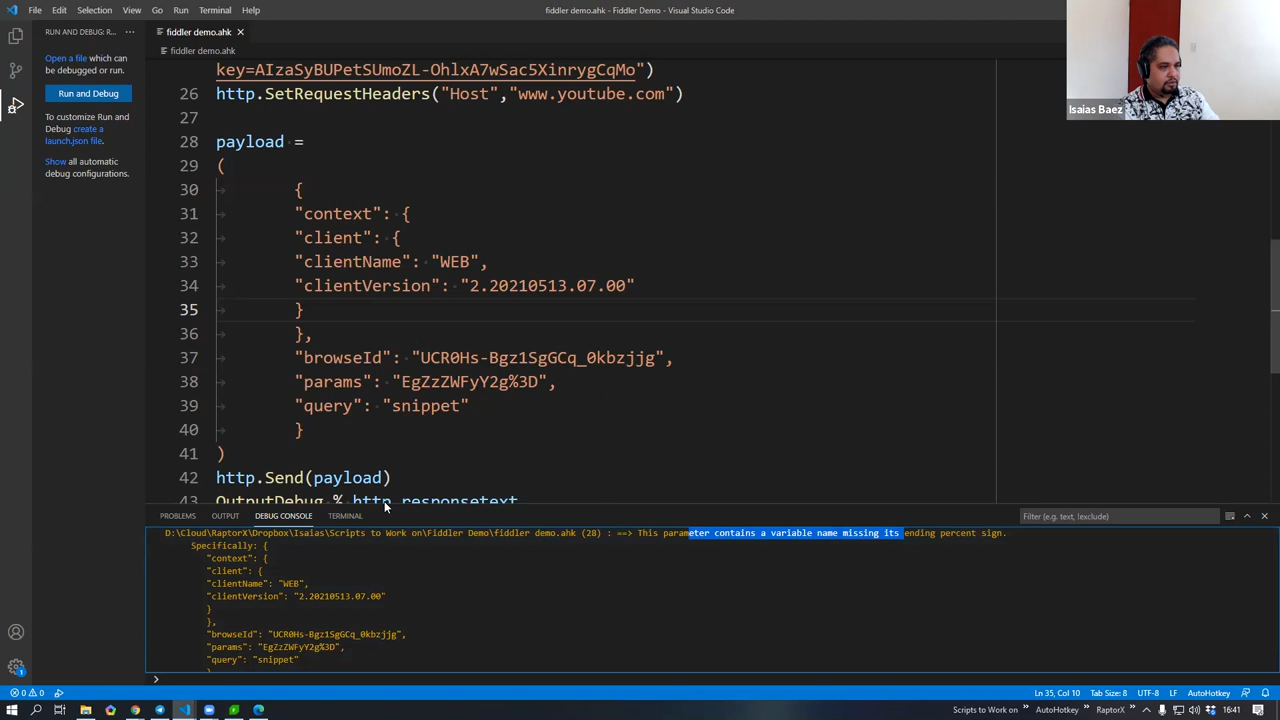 File Edit Selection View Go Run Terminal Help
fiddler demo.ahk - Fiddler Demo - Visual Studio Code
RUN AND DEBUG: R...
Open a file which can
be debugged or run.
Run and Debug
To customize Run and
Debug create a
launch.json file.
Show all automatic
debug configurations.
fiddler demo.ahk
fiddler demo.ahk
key=AIzaSyBUPetSUmoZL-OhlxA7wSac5XinrygCqMo")
26 http.SetRequestHeaders("Host","www.youtube.com")
27
28 payload =
29 (
30 {
31 "context": {
32 "client": {
33 "clientName": "WEB",
34 "clientVersion": "2.20210513.07.00"
35 }
36 },
37 "browseId": "UCR0Hs-Bgz1SgGCq_0kbzjjg",
38 "params": "EgZzZWFyY2g%3D",
39 "query": "snippet"
40 }
41 )
42 http.Send(payload)
43 OutputDebug % http.responsetext
Isaias Baez
PROBLEMS OUTPUT DEBUG CONSOLE TERMINAL
Filter (e.g. text, !exclude)
D:\Cloud\RaptorX\Dropbox\Isaias\Scripts to Work on\Fiddler Demo\fiddler demo.ahk (28) : ==> This parameter contains a variable name missing its ending percent sign.
Specifically: {
"context": {
"client": {
"clientName": "WEB",
"clientVersion": "2.20210513.07.00"
}
},
"browseId": "UCR0Hs-Bgz1SgGCq_0kbzjjg",
"params": "EgZzZWFyY2g%3D",
"query": "snippet"
0 0
Ln 35, Col 10 Tab Size: 8 UTF-8 LF AutoHotkey
1
Scripts to Work on AutoHotkey RaptorX 16:41